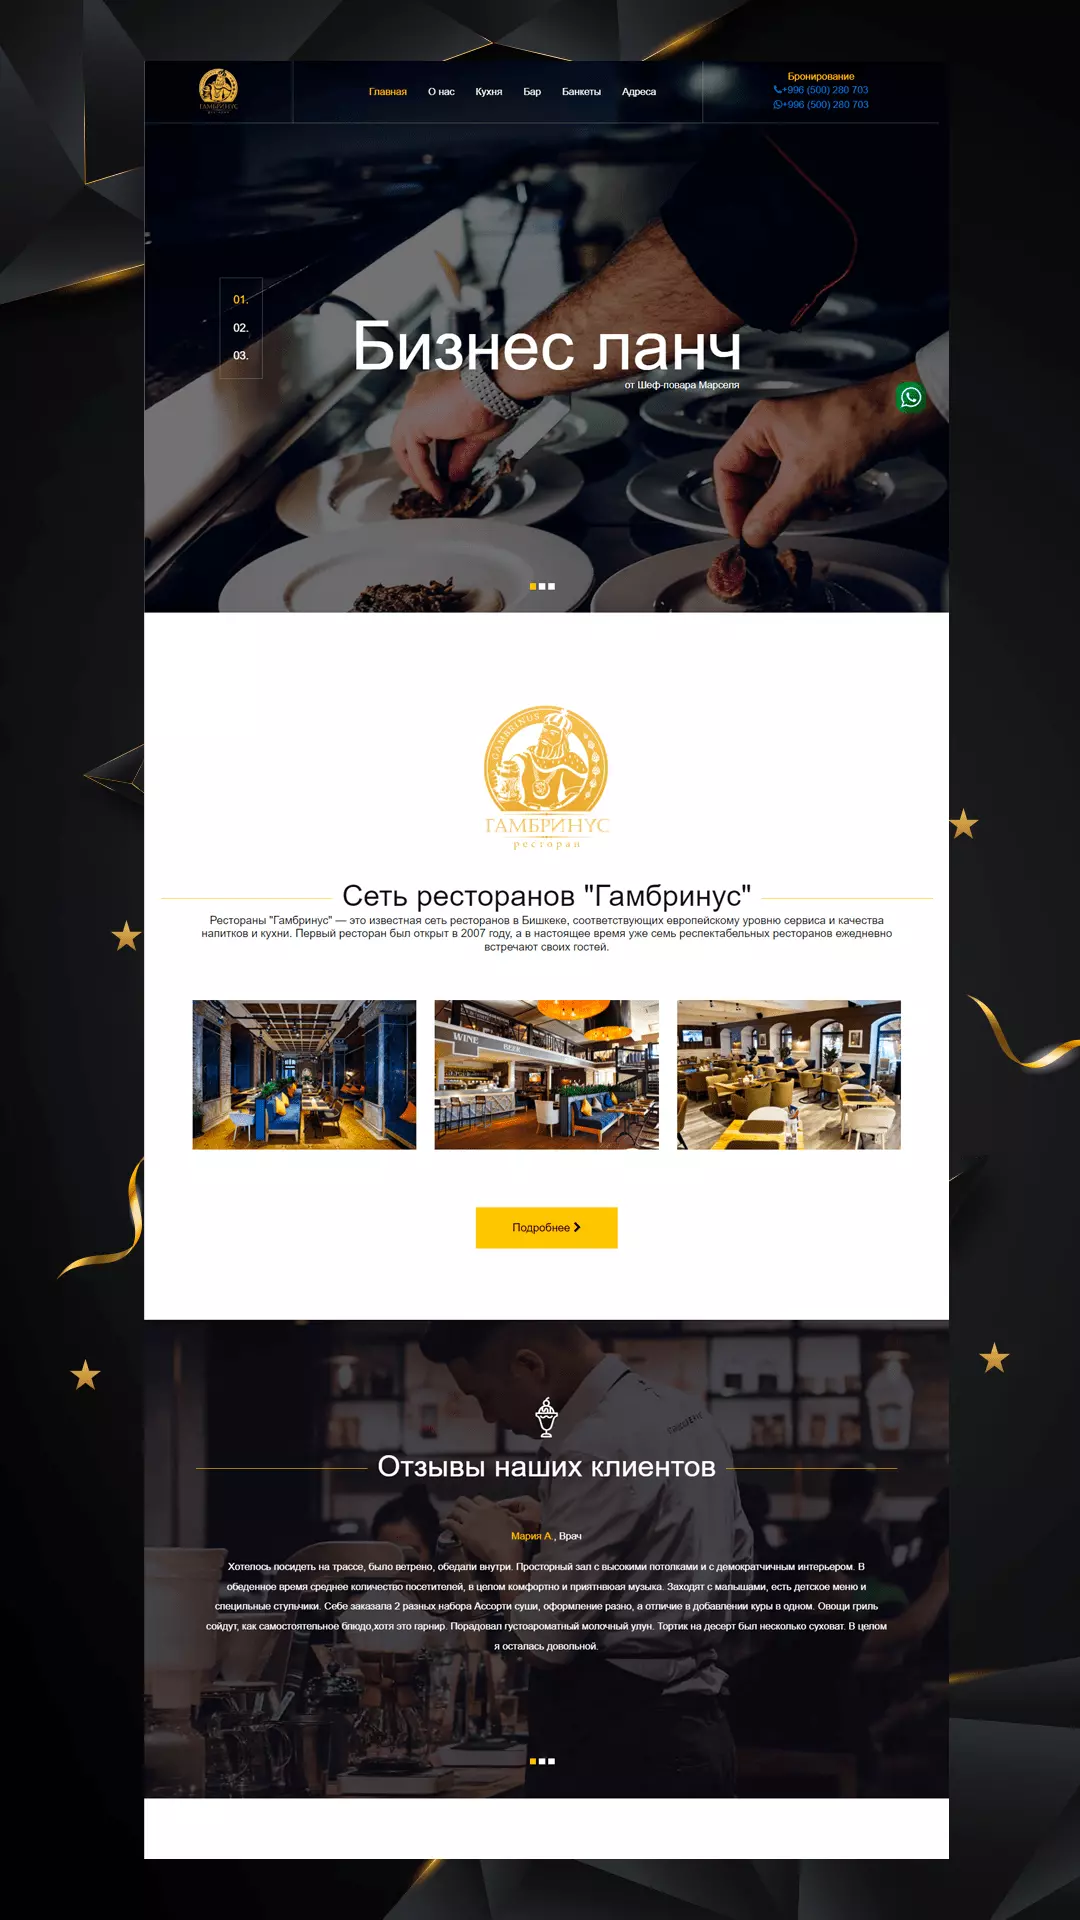 ГАМБРИНУС
Главная
О нас
Кухня
Бар
Банкеты
Адреса
Бронирование
+996 (500) 280 703
+996 (500) 280 703
01.
02.
03.
Бизнес ланч
от Шеф-повара Марселя
GAMBRINUS
ГАМБРИНУС
ресторан
Сеть ресторанов "Гамбринус"
Рестораны "Гамбринус" — это известная сеть ресторанов в Бишкеке, соответствующих европейскому уровню сервиса и качества
напитков и кухни. Первый ресторан был открыт в 2007 году, а в настоящее время уже семь респектабельных ресторанов ежедневно
встречают своих гостей.
WINE
BEER
Подробнее
Отзывы наших клиентов
Мария А., Врач
Хотелось посидеть на трассе, было ветрено, обедали внутри. Просторный зал с высокими потолками и с демократчичным интерьером. В
обеденное время среднее количество посетителей, в целом комфортно и приятнвюая музыка. Заходят с малышами, есть детское меню и
специльные стульчики. Себе заказала 2 разных набора Ассорти суши, оформление разно, а отличие в добавлении куры в одном. Овощи гриль
сойдут, как самостоятельное блюдо,хотя это гарнир. Порадовал густоароматный молочный улун. Тортик на десерт был несколько суховат. В целом
я осталась довольной.